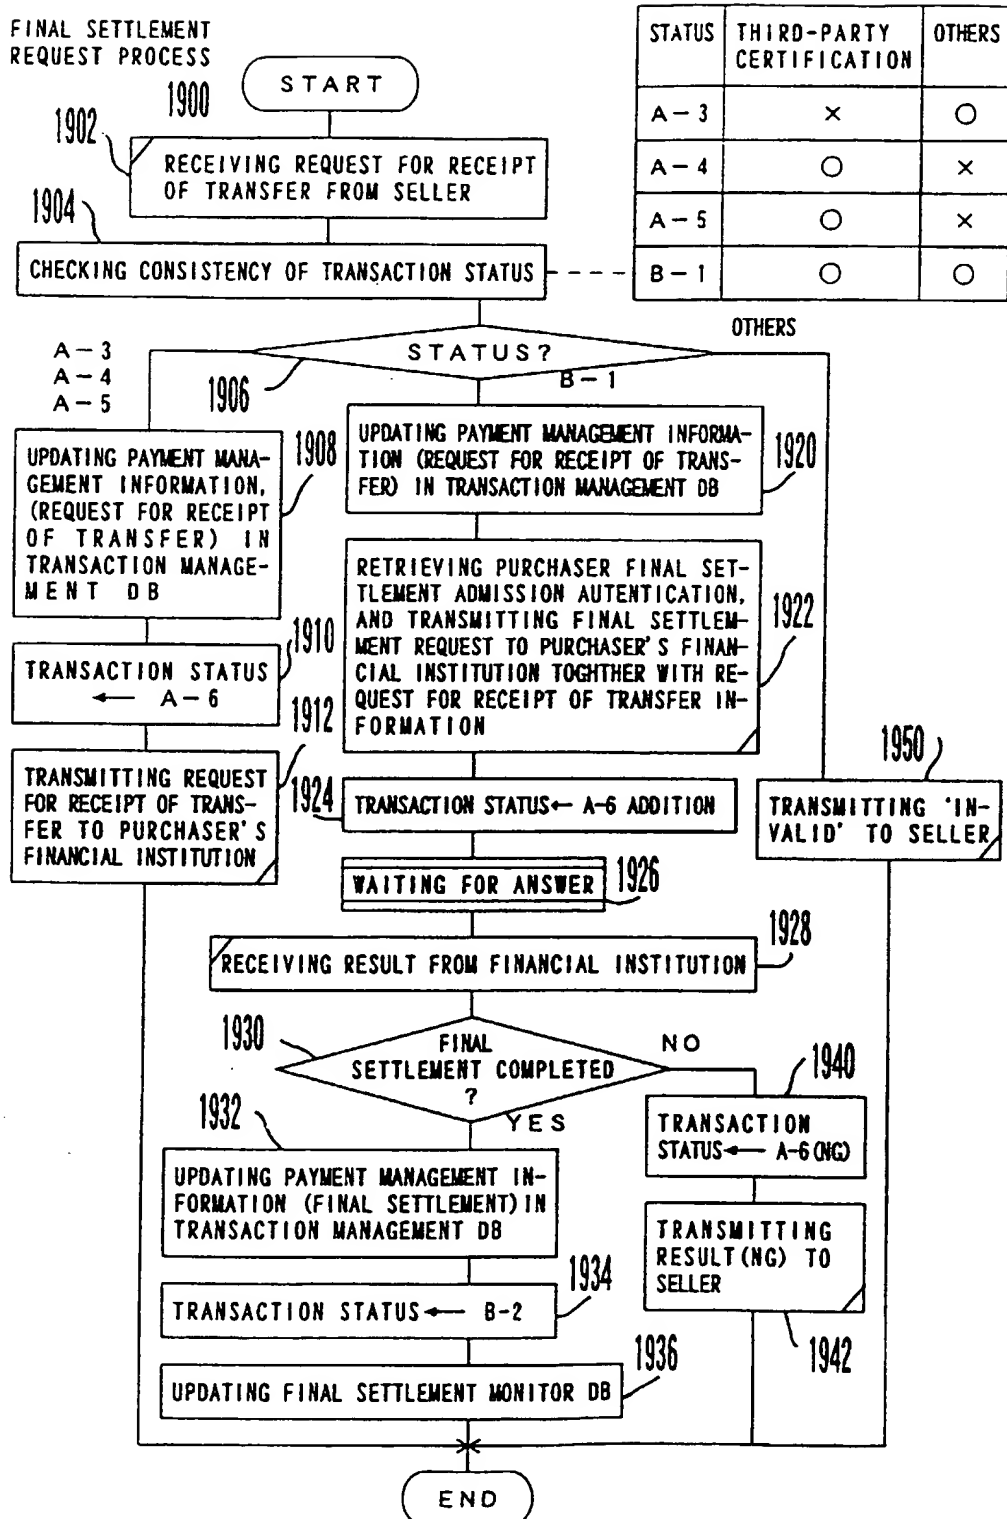 FINAL SETTLEMENT
REQUEST PROCESS
1900
START
STATUS THIRD-PARTY CERTIFICATION OTHERS
A-3 × ○
A-4 ○ ×
A-5 ○ ×
B-1 ○ ○
1902
RECEIVING REQUEST FOR RECEIPT
OF TRANSFER FROM SELLER
1904
CHECKING CONSISTENCY OF TRANSACTION STATUS
STATUS?
1906
A-3
A-4
A-5
B-1
OTHERS
UPDATING PAYMENT MANA-
GEMENT INFORMATION,
(REQUEST FOR RECEIPT
OF TRANSFER) IN
TRANSACTION MANAGE-
MENT DB
1908
TRANSACTION STATUS
← A-6
1910
TRANSMITTING REQUEST
FOR RECEIPT OF TRANS-
FER TO PURCHASER'S
FINANCIAL INSTITUTION
1912
UPDATING PAYMENT MANAGEMENT INFORMA-
TION (REQUEST FOR RECEIPT OF TRANS-
FER) IN TRANSACTION MANAGEMENT DB
1920
RETRIEVING PURCHASER FINAL SET-
TLEMENT ADMISSION AUTENTICATION,
AND TRANSMITTING FINAL SETTLEM-
MENT REQUEST TO PURCHASER'S FINAN-
CIAL INSTITUTION TOGHTHER WITH RE-
QUEST FOR RECEIPT OF TRANSFER IN-
FORMATION
1922
1924
TRANSACTION STATUS← A-6 ADDITION
WAITING FOR ANSWER
1926
RECEIVING RESULT FROM FINANCIAL INSTITUTION
1928
1930
FINAL
SETTLEMENT COMPLETED
?
YES
NO
1932
UPDATING PAYMENT MANAGEMENT IN-
FORMATION (FINAL SETTLEMENT) IN
TRANSACTION MANAGEMENT DB
TRANSACTION STATUS← B-2
1934
UPDATING FINAL SETTLEMENT MONITOR DB
1936
1940
TRANSACTION
STATUS← A-6(NG)
TRANSMITTING
RESULT(NG) TO
SELLER
1942
1950
TRANSMITTING 'IN-
VALID' TO SELLER
END